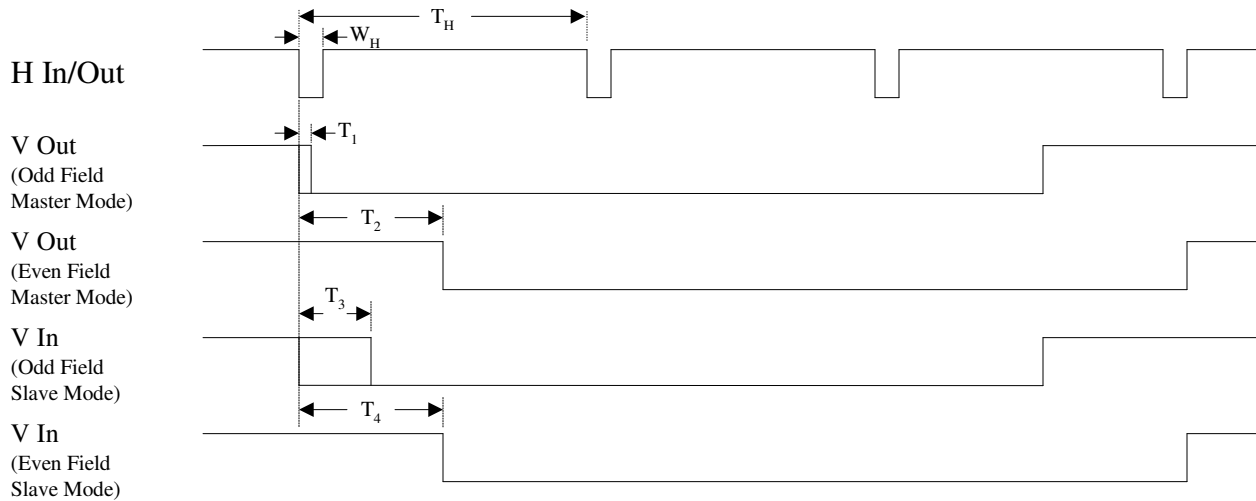 T_H
W_H
H In/Out
V Out
(Odd Field
Master Mode)
T_1
T_2
V Out
(Even Field
Master Mode)
T_3
V In
(Odd Field
Slave Mode)
T_4
V In
(Even Field
Slave Mode)